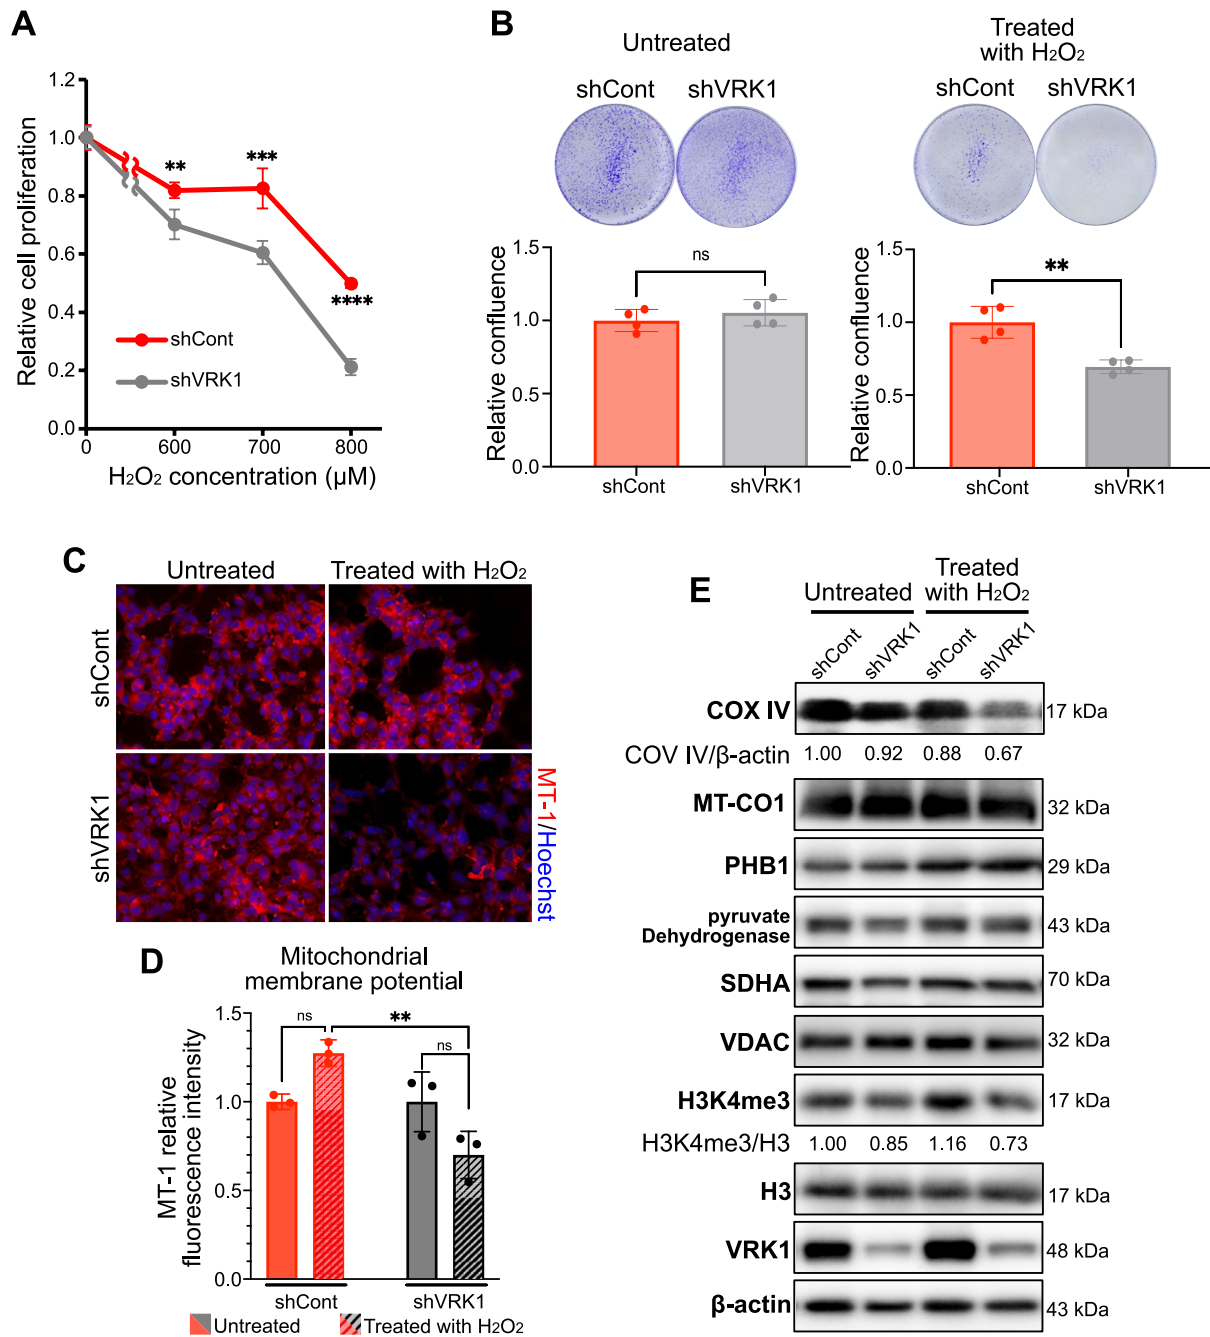 A
1.2
1.0
0.8
0.6
0.4
0.2
0.0
Relative cell proliferation
**
***
****
shCont
shVRK1
0
600
700
800
H2O2 concentration (µM)
B
Untreated
shCont
shVRK1
Treated
with H2O2
shCont
shVRK1
Relative confluence
1.5
1.0
0.5
0.0
ns
shCont
shVRK1
Relative confluence
1.5
1.0
0.5
0.0
**
shCont
shVRK1
C
Untreated
Treated with H2O2
shCont
shVRK1
MT-1/Hoechst
D
Mitochondrial
membrane potential
MT-1 relative
fluorescence intensity
1.5
1.0
0.5
0.0
ns
**
ns
shCont
shVRK1
Untreated
Treated with H2O2
E
Untreated
Treated
with H2O2
shCont
shVRK1
shCont
shVRK1
COX IV
17 kDa
COV IV/β-actin
1.00
0.92
0.88
0.67
MT-CO1
32 kDa
PHB1
29 kDa
pyruvate
Dehydrogenase
43 kDa
SDHA
70 kDa
VDAC
32 kDa
H3K4me3
17 kDa
H3K4me3/H3
1.00
0.85
1.16
0.73
H3
17 kDa
VRK1
48 kDa
β-actin
43 kDa